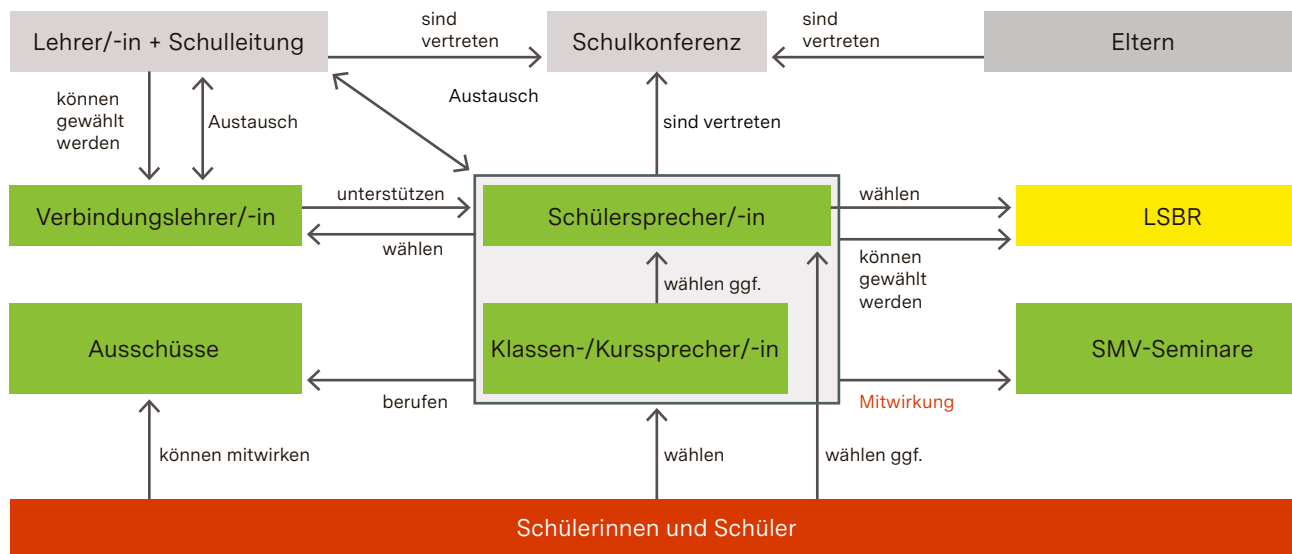 Lehrer/-in + Schulleitung
sind
vertreten
Schulkonferenz
sind
vertreten
Eltern
können
gewählt
werden
Austausch
Austausch
sind vertreten
Verbindungslehrer/-in
unterstützen
wählen
Schülersprecher/-in
wählen
LSBR
können
gewählt
werden
wählen ggf.
Ausschüsse
berufen
Klassen-/Kurssprecher/-in
Mitwirkung
SMV-Seminare
können mitwirken
wählen
wählen ggf.
Schülerinnen und Schüler